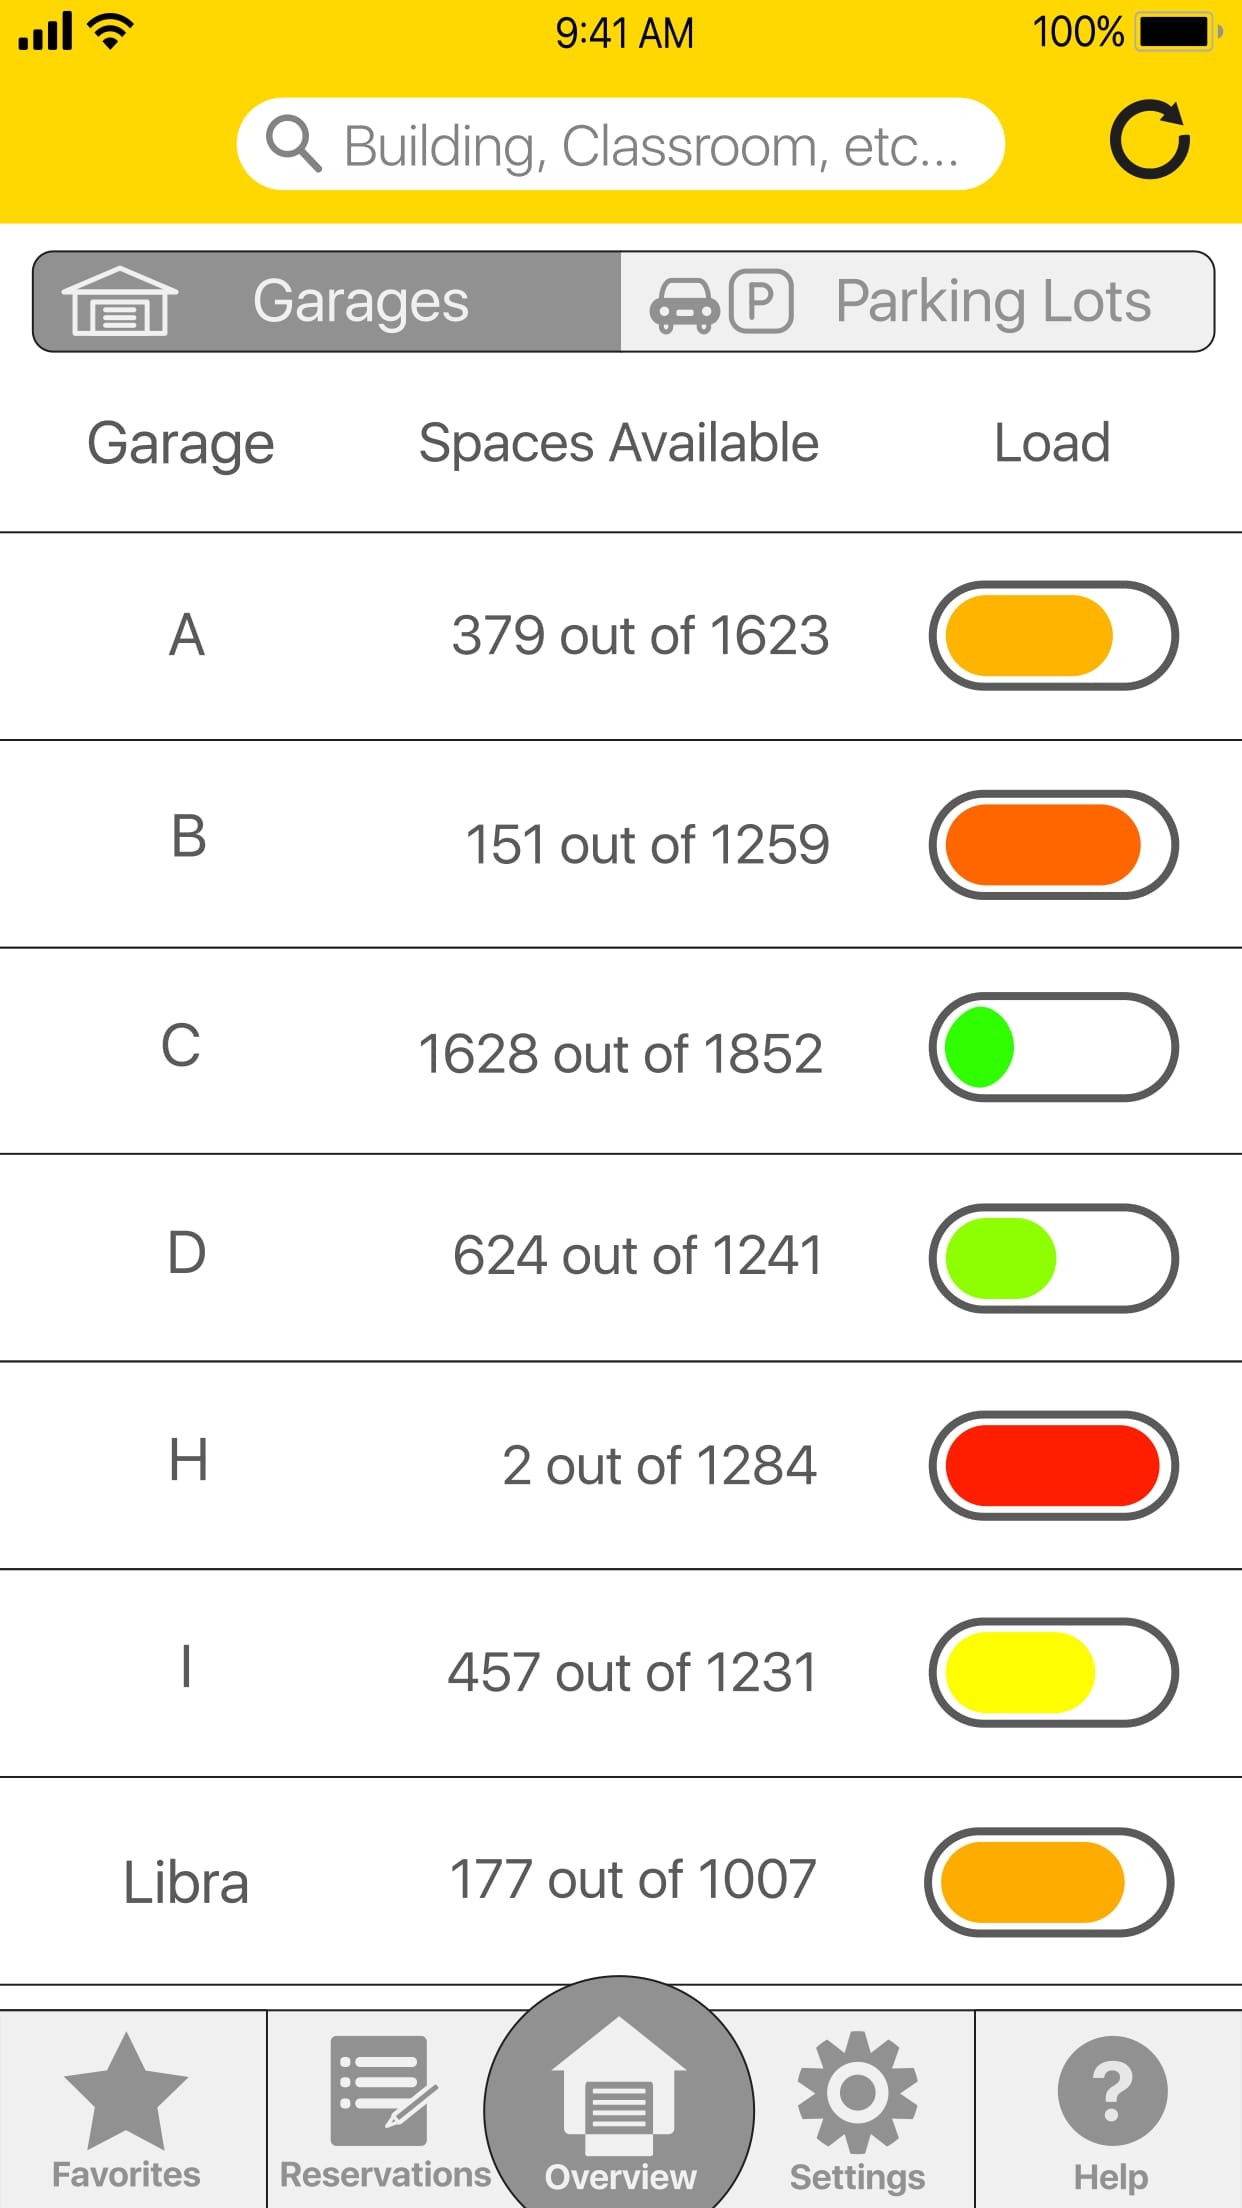 9:41 AM
100%
Building, Classroom, etc...
Garages
P Parking Lots
Garage Spaces Available Load
A 379 out of 1623
B 151 out of 1259
C 1628 out of 1852
D 624 out of 1241
H 2 out of 1284
I 457 out of 1231
Libra 177 out of 1007
?
Favorites Reservations Overview Settings Help